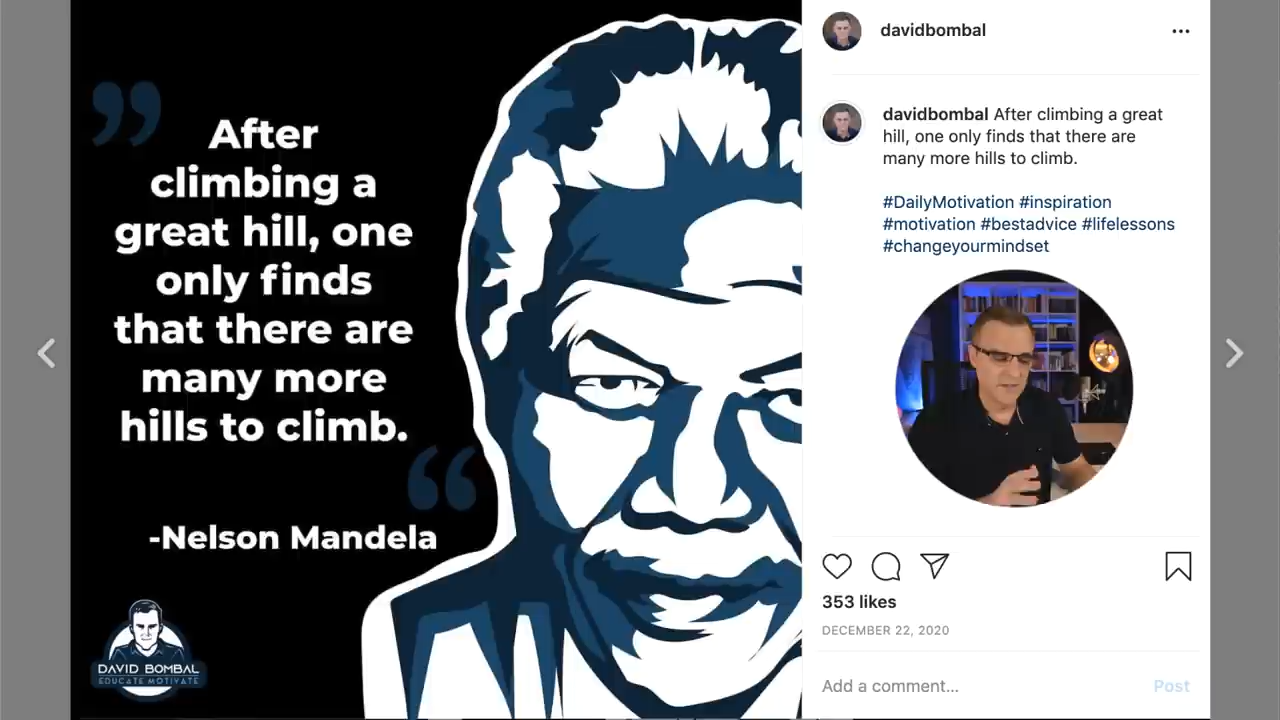 ”
After
climbing a
great hill, one
only finds
that there are
many more
hills to climb.
“
-Nelson Mandela
DAVID BOMBAL
EDUCATE MOTIVATE
davidbombal
davidbombal After climbing a great
hill, one only finds that there are
many more hills to climb.
#DailyMotivation #inspiration
#motivation #bestadvice #lifelessons
#changeyourmindset
353 likes
DECEMBER 22, 2020
Add a comment...
Post